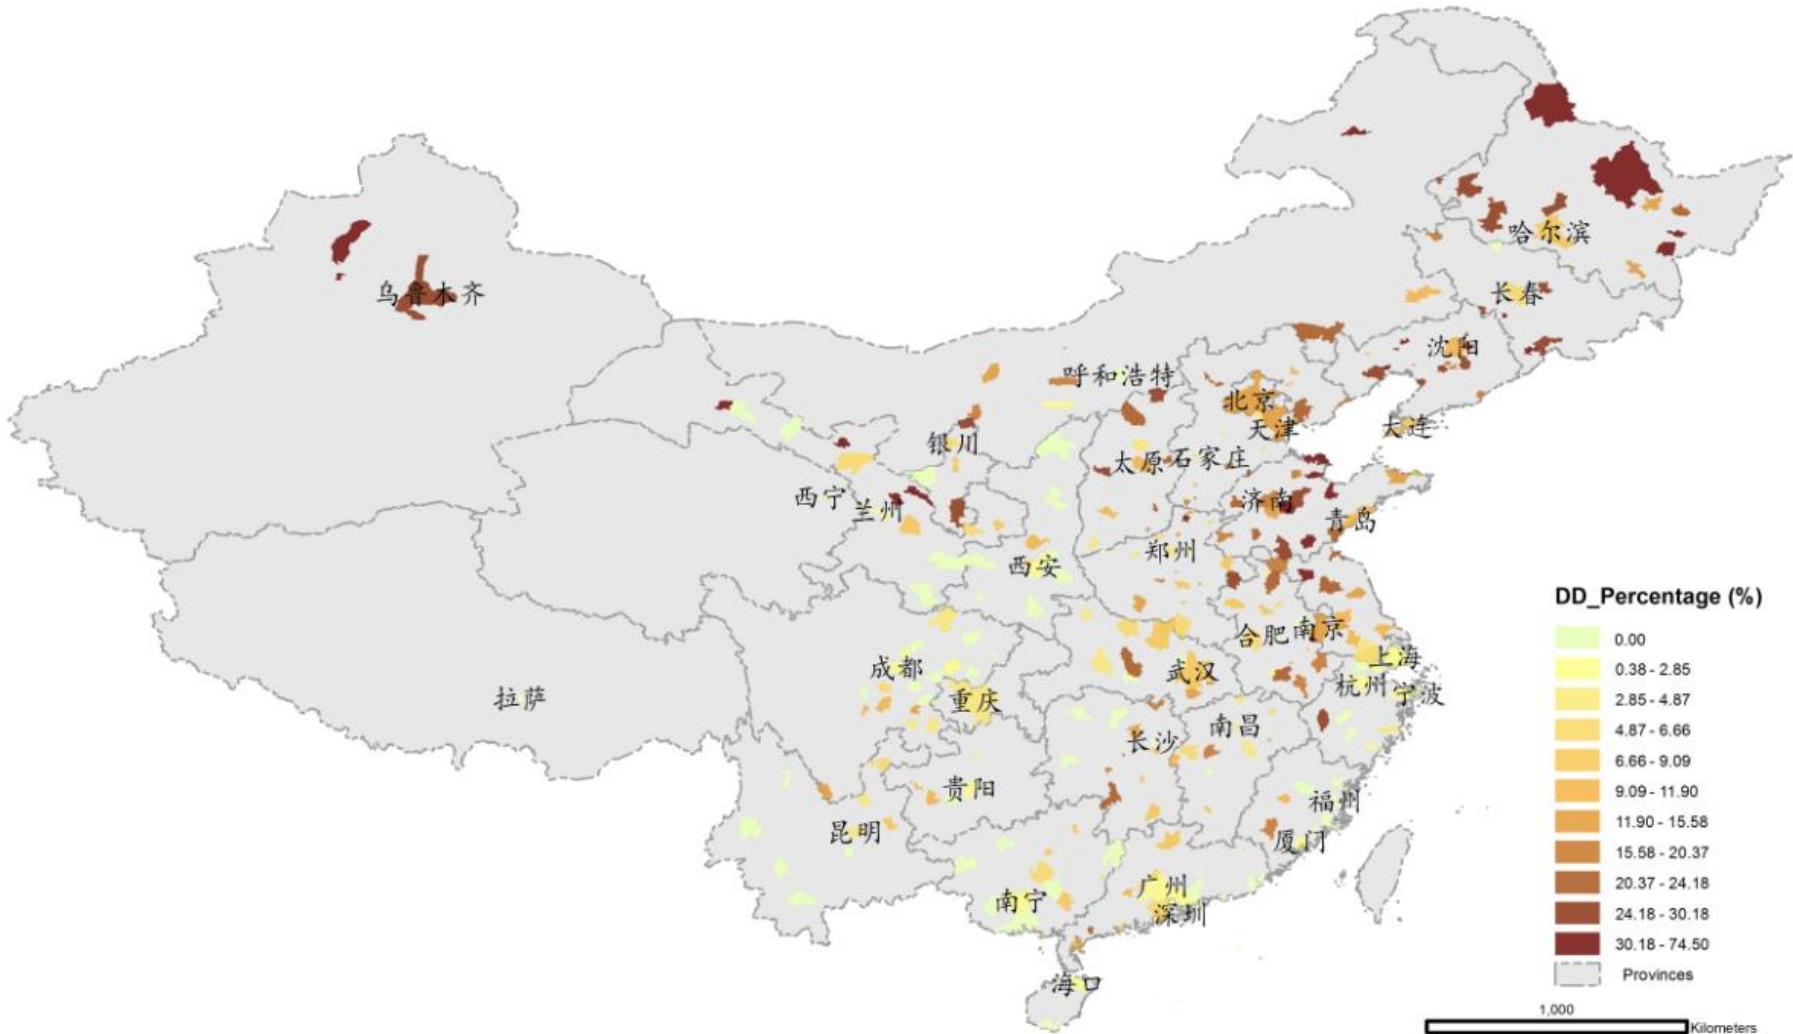 哈尔滨
乌鲁木齐
长春
沈阳
呼和浩特
北京
天津
大连
银川
太原
石家庄
西宁
兰州
济南
青岛
郑州
西安
合肥
南京
上海
成都
武汉
杭州
宁波
拉萨
重庆
南昌
长沙
贵阳
福州
昆明
厦门
广州
南宁
深圳
海口
DD_Percentage (%)
0.00
0.38 - 2.85
2.85 - 4.87
4.87 - 6.66
6.66 - 9.09
9.09 - 11.90
11.90 - 15.58
15.58 - 20.37
20.37 - 24.18
24.18 - 30.18
30.18 - 74.50
Provinces
1,000
Kilometers